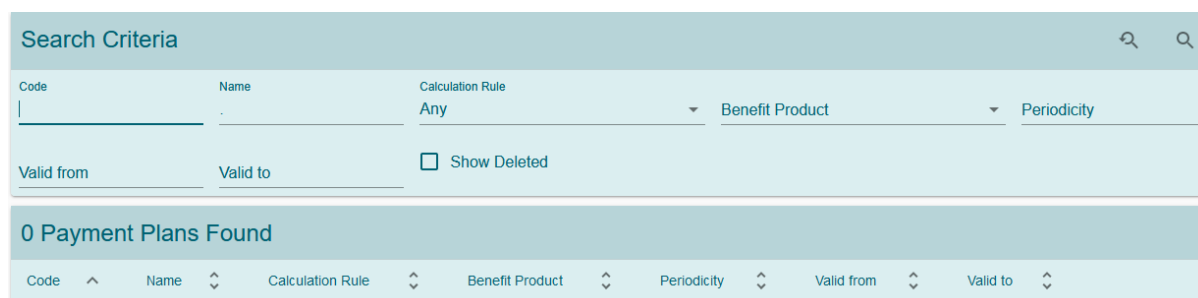 Search Criteria
Code Name Calculation Rule
. Any Benefit Product Periodicity
Valid from Valid to Show Deleted
0 Payment Plans Found
Code Name Calculation Rule Benefit Product Periodicity Valid from Valid to